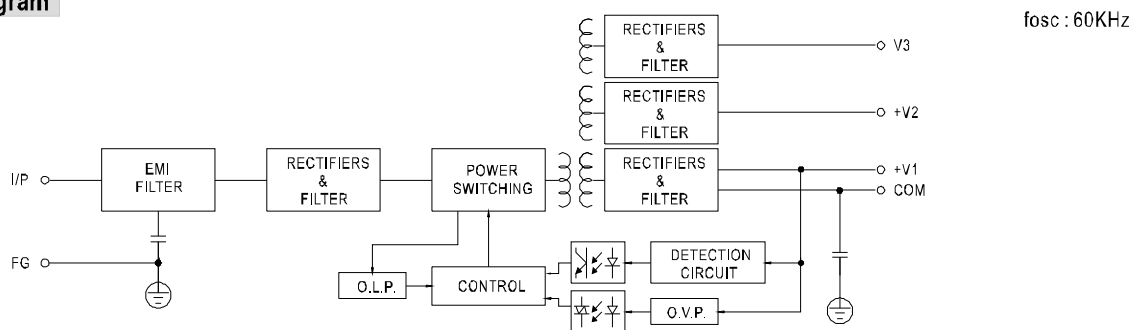 gram
fosc : 60KHz
RECTIFIERS
&
FILTER
V3
RECTIFIERS
&
FILTER
+V2
I/P
EMI
FILTER
RECTIFIERS
&
FILTER
POWER
SWITCHING
RECTIFIERS
&
FILTER
+V1
COM
FG
O.L.P.
CONTROL
DETECTION
CIRCUIT
O.V.P.